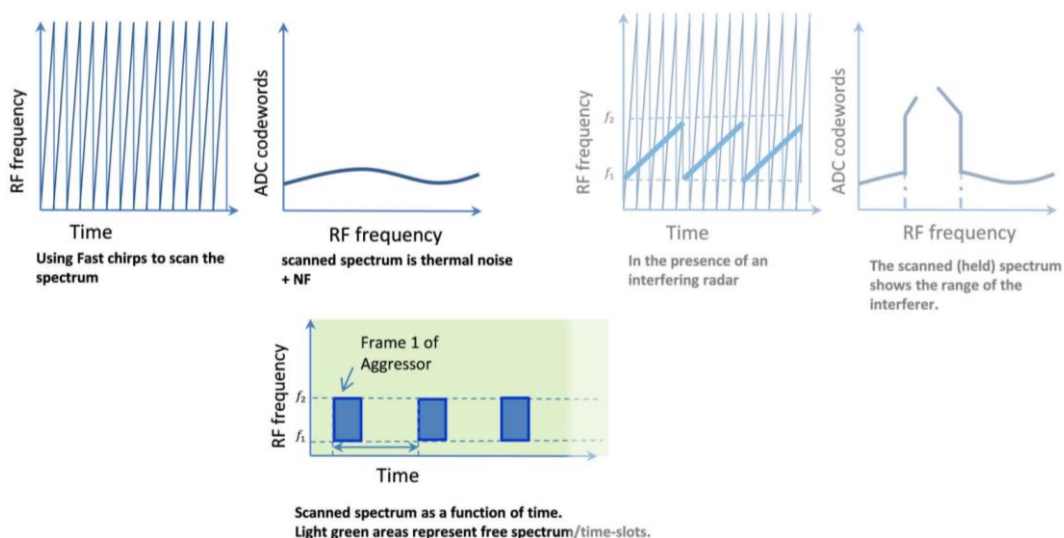 RF frequency
Time
Using Fast chirps to scan the
spectrum
ADC codewords
RF frequency
scanned spectrum is thermal noise
+ NF
RF frequency
f₂
f₁
Time
In the presence of an
interfering radar
ADC codewords
RF frequency
The scanned (held) spectrum
shows the range of the
interferer.
RF frequency
Frame 1 of
Aggressor
f₂
f₁
Time
Scanned spectrum as a function of time.
Light green areas represent free spectrum/time-slots.